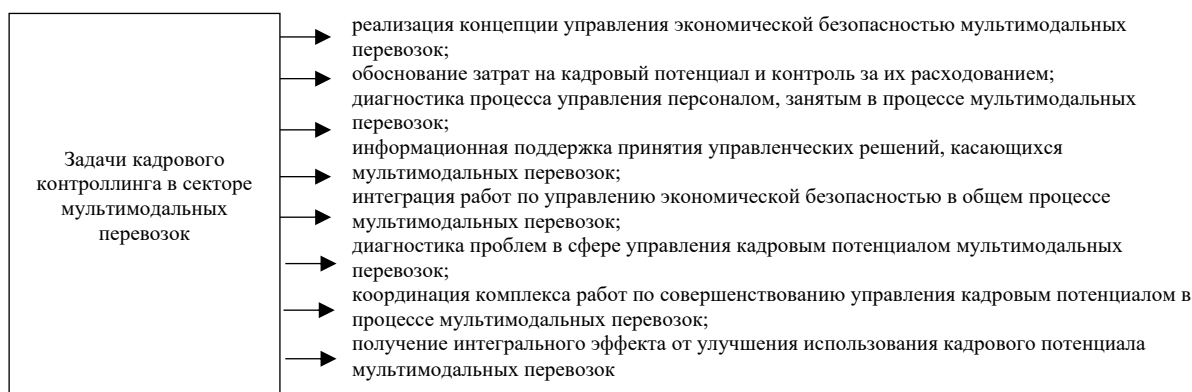 Задачи кадрового
контроллинга в секторе
мультимодальных
перевозок
реализация концепции управления экономической безопасностью мультимодальных
перевозок;
обоснование затрат на кадровый потенциал и контроль за их расходованием;
диагностика процесса управления персоналом, занятым в процессе мультимодальных
перевозок;
информационная поддержка принятия управленческих решений, касающихся
мультимодальных перевозок;
интеграция работ по управлению экономической безопасностью в общем процессе
мультимодальных перевозок;
диагностика проблем в сфере управления кадровым потенциалом мультимодальных
перевозок;
координация комплекса работ по совершенствованию управления кадровым потенциалом в
процессе мультимодальных перевозок;
получение интегрального эффекта от улучшения использования кадрового потенциала
мультимодальных перевозок